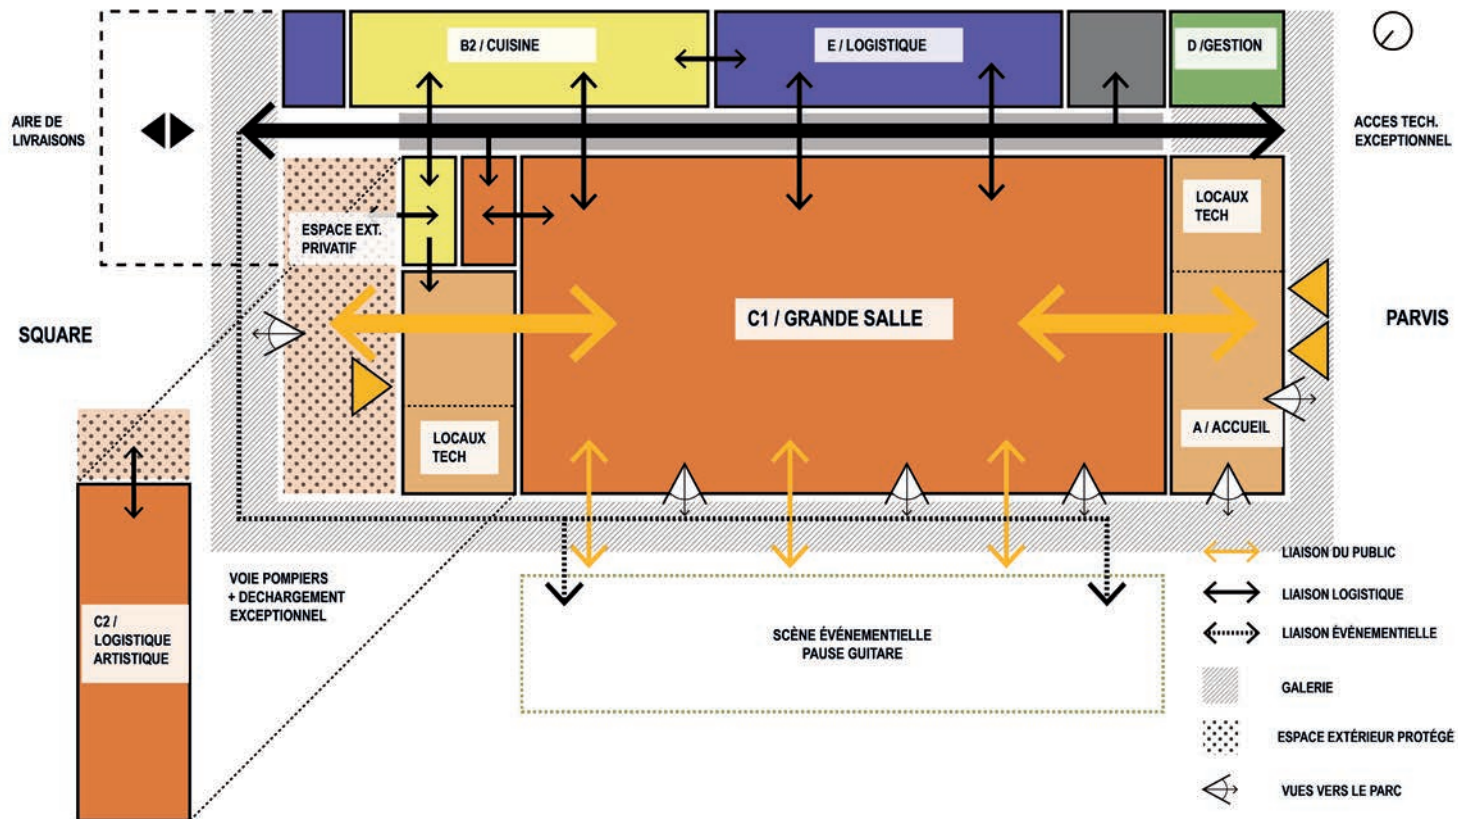 B2 / CUISINE
E / LOGISTIQUE
D /GESTION
AIRE DE
LIVRAISONS
ACCES TECH.
EXCEPTIONNEL
LOCAUX
TECH
ESPACE EXT.
PRIVATIF
SQUARE
C1 / GRANDE SALLE
PARVIS
LOCAUX
TECH
A / ACCUEIL
VOIE POMPIERS
+ DECHARGEMENT
EXCEPTIONNEL
C2 /
LOGISTIQUE
ARTISTIQUE
SCÈNE ÉVÉNEMENTIELLE
PAUSE GUITARE
LIAISON DU PUBLIC
LIAISON LOGISTIQUE
LIAISON ÉVÈNEMENTIELLE
GALERIE
ESPACE EXTÉRIEUR PROTÉGÉ
VUES VERS LE PARC